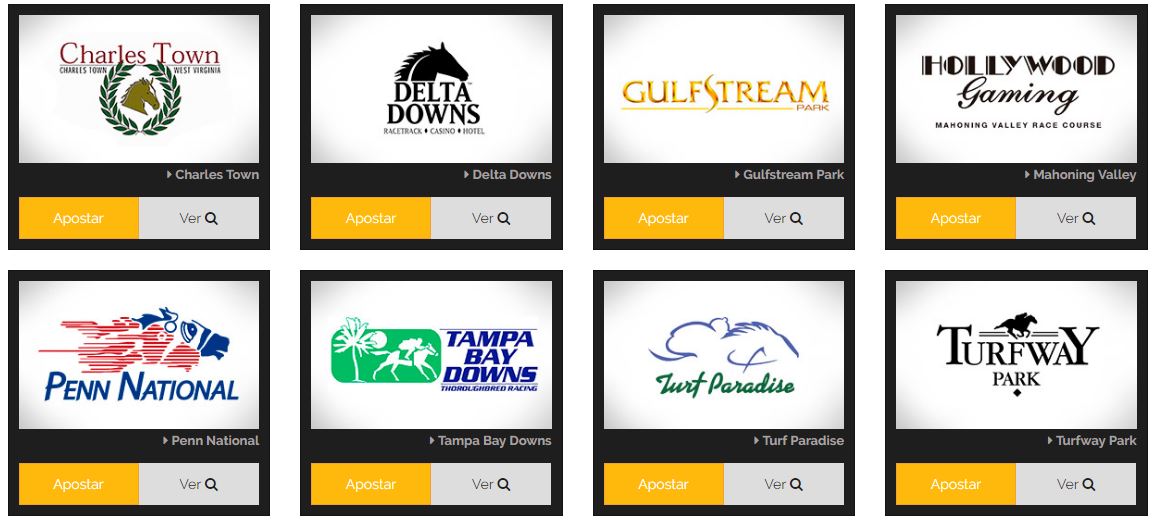 Charles Town
CHARLES TOWN WEST VIRGINIA
Charles Town
Apostar Ver
DELTA
DOWNS
RACETRACK ♦ CASINO ♦ HOTEL
Delta Downs
Apostar Ver
GULFSTREAM
PARK
Gulfstream Park
Apostar Ver
HOLLYWOOD
Gaming
MAHONING VALLEY RACE COURSE
Mahoning Valley
Apostar Ver
PENN NATIONAL
Penn National
Apostar Ver
TAMPA
BAY
DOWNS
THOROUGHBRED RACING
Tampa Bay Downs
Apostar Ver
Turf Paradise
Turf Paradise
Apostar Ver
TURFWAY
PARK
Turfway Park
Apostar Ver